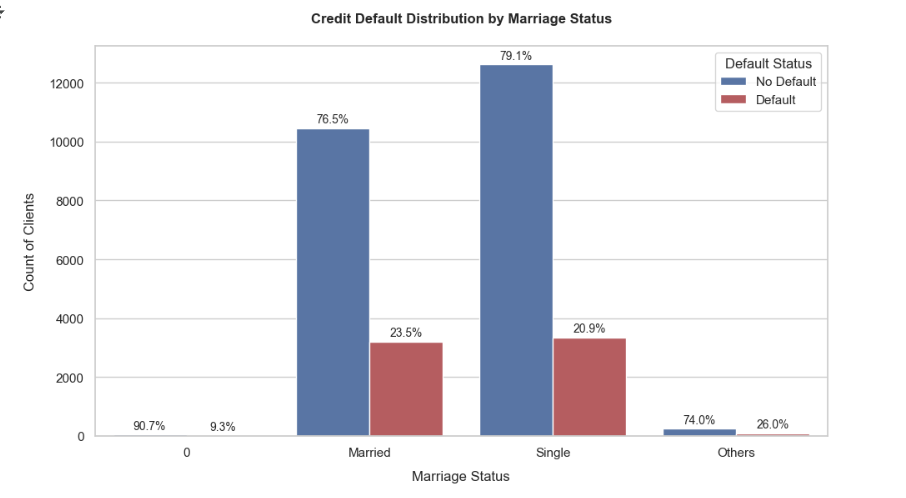 Credit Default Distribution by Marriage Status
79.1%
Default Status
No Default
Default
12000
76.5%
10000
8000
Count of Clients
6000
4000
23.5%
20.9%
2000
90.7%
9.3%
74.0%
26.0%
0
0
Married
Single
Others
Marriage Status